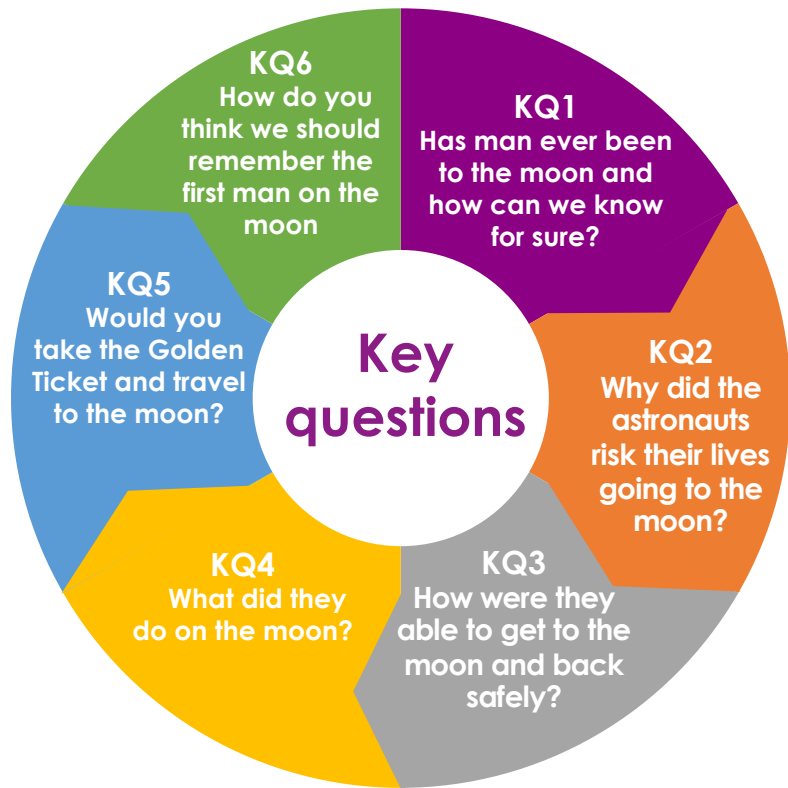 Key
questions
KQ1
Has man ever been
to the moon and
how can we know
for sure?
KQ2
Why did the
astronauts
risk their lives
going to the
moon?
KQ3
How were they
able to get to the
moon and back
safely?
KQ4
What did they
do on the moon?
KQ5
Would you
take the Golden
Ticket and travel
to the moon?
KQ6
How do you
think we should
remember the
first man on the
moon